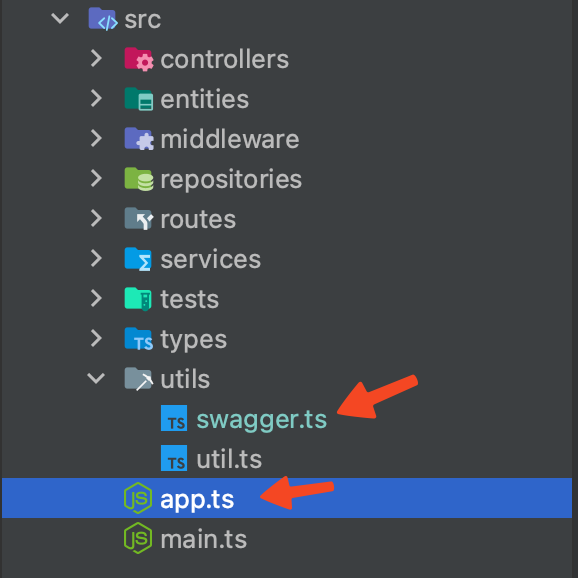 src
controllers
entities
middleware
repositories
routes
services
tests
TS types
utils
TS swagger.ts
TS util.ts
JS app.ts
JS main.ts